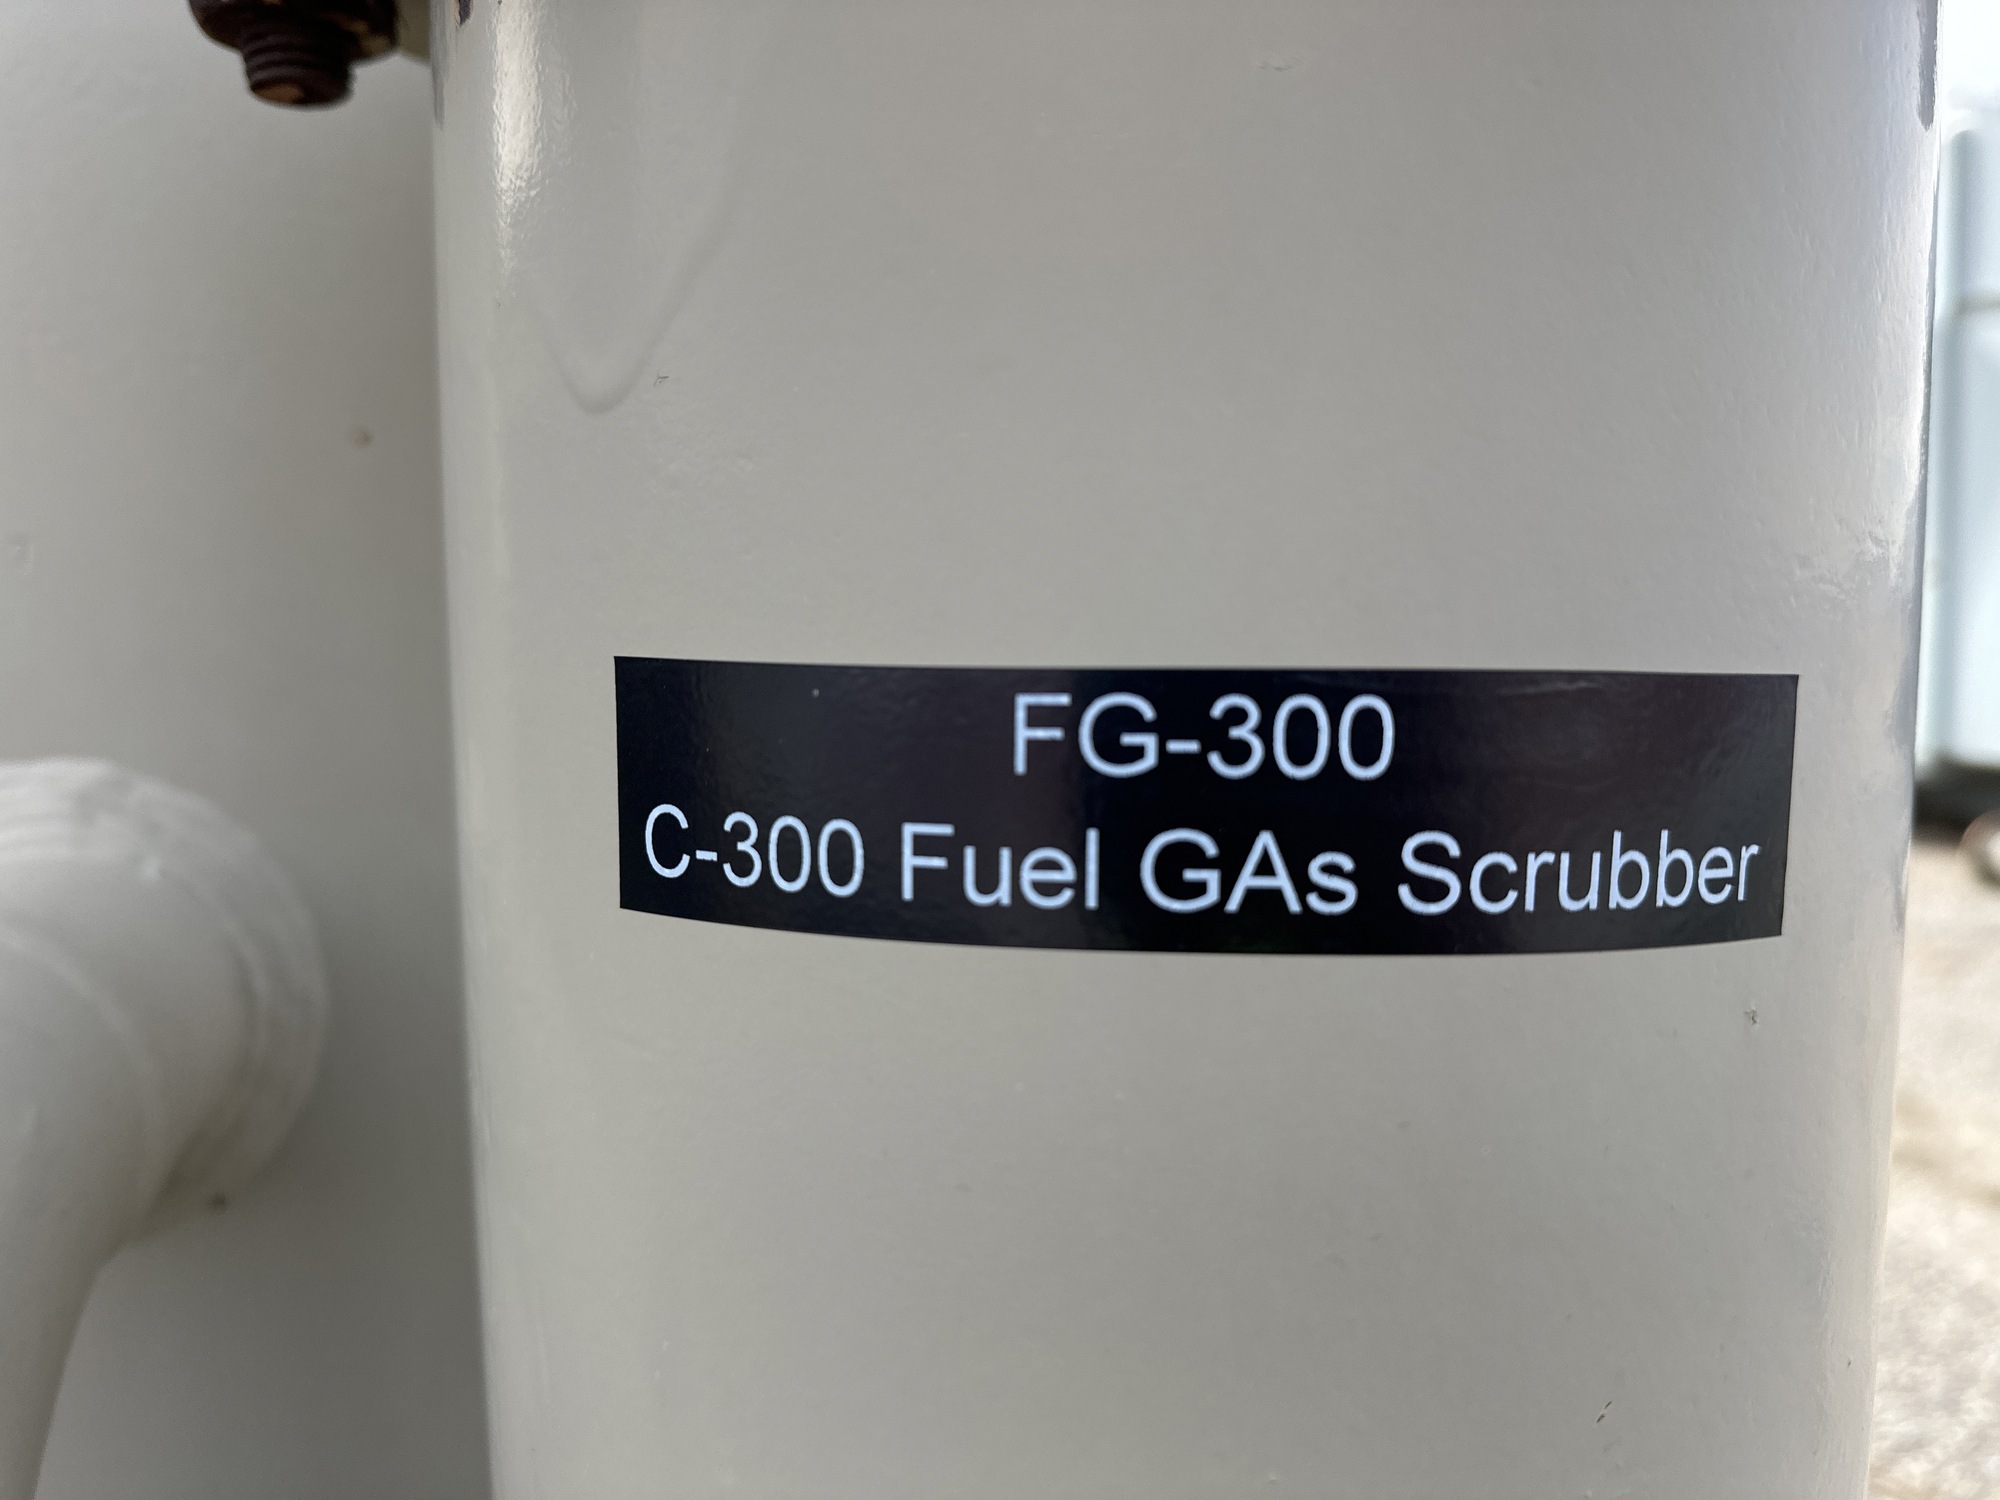 FG-300
C-300 Fuel GAs Scrubber